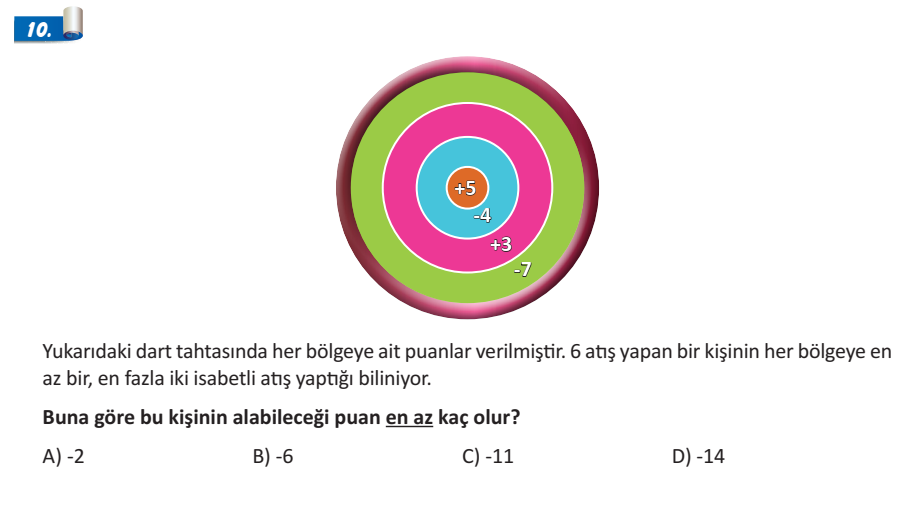 10.
+5
-4
+3
-7
Yukarıdaki dart tahtasında her bölgeye ait puanlar verilmiştir. 6 atış yapan bir kişinin her bölgeye en
az bir, en fazla iki isabetli atış yaptığı biliniyor.
Buna göre bu kişinin alabileceği puan en az kaç olur?
A) -2 B) -6 C) -11 D) -14